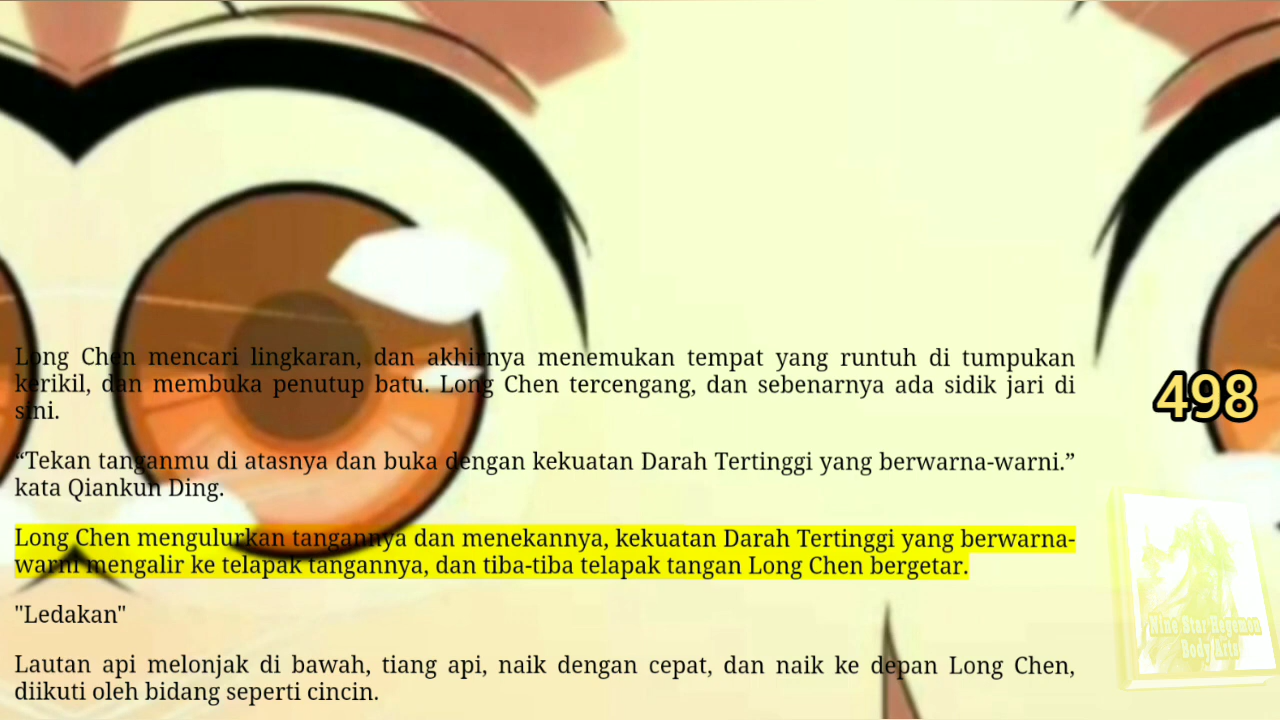 Long Chen mencari lingkaran, dan akhirnya menemukan tempat yang runtuh di tumpukan
kerikil, dan membuka penutup batu. Long Chen tercengang, dan sebenarnya ada sidik jari di
sini.
“Tekan tanganmu di atasnya dan buka dengan kekuatan Darah Tertinggi yang berwarna-warni.”
kata Qiankun Ding.
Long Chen mengulurkan tangannya dan menekannya, kekuatan Darah Tertinggi yang berwarna-
warni mengalir ke telapak tangannya, dan tiba-tiba telapak tangan Long Chen bergetar.
"Ledakan"
Lautan api melonjak di bawah, tiang api, naik dengan cepat, dan naik ke depan Long Chen,
diikuti oleh bidang seperti cincin.
498
Nine Star Hegemon
Body Arts